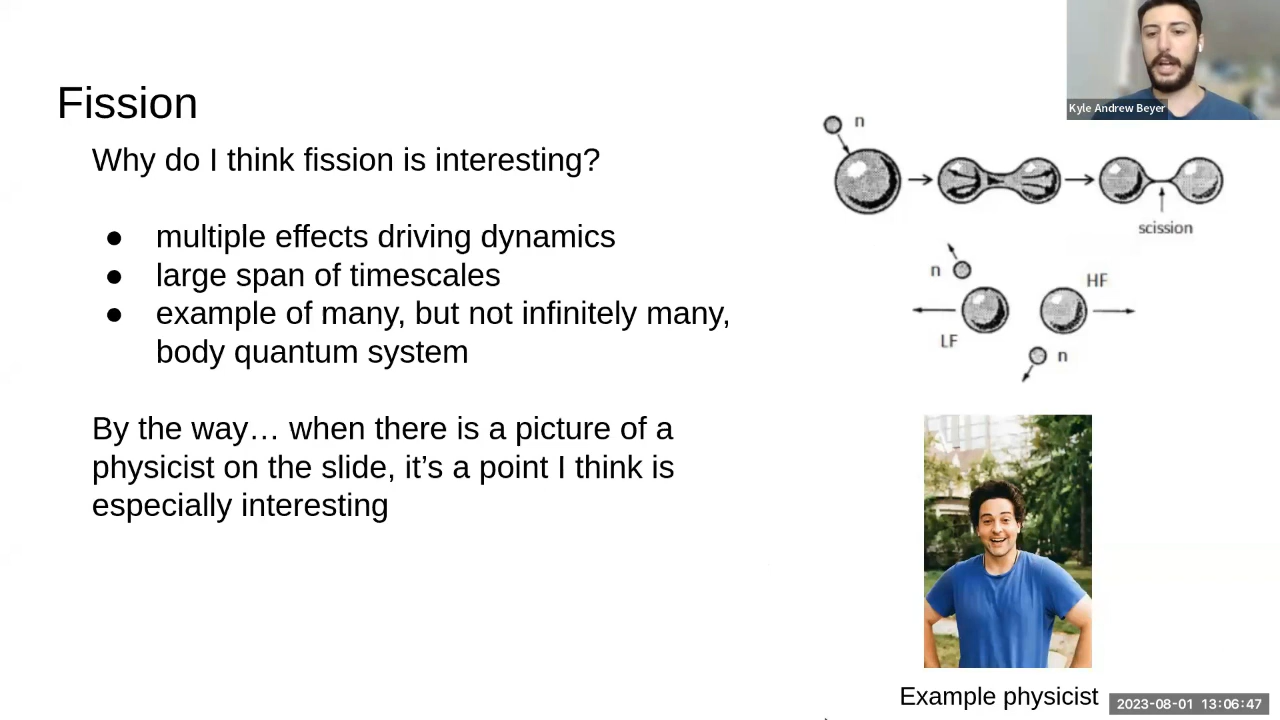 Fission
Why do I think fission is interesting?
● multiple effects driving dynamics
● large span of timescales
● example of many, but not infinitely many,
body quantum system
By the way… when there is a picture of a
physicist on the slide, it’s a point I think is
especially interesting
Kyle Andrew Beyer
n
scission
n
HF
LF
n
Example physicist
2023-08-01 13:06:47